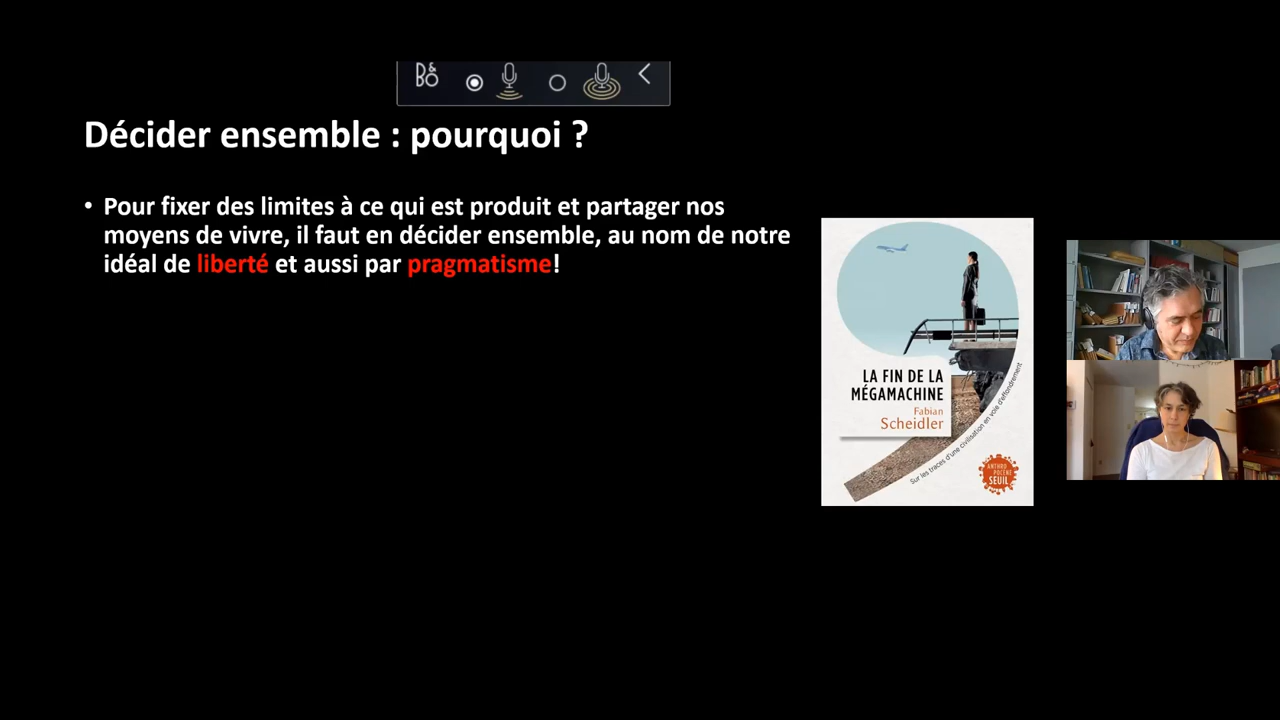 B&O
Décider ensemble : pourquoi ?
• Pour fixer des limites à ce qui est produit et partager nos
moyens de vivre, il faut en décider ensemble, au nom de notre
idéal de liberté et aussi par pragmatisme!
LA FIN DE LA
MÉGAMACHINE
Fabian
Scheidler
Sur les traces d'une civilisation en voie d'effondrement
ANTHRO
POCÈNE
SEUIL